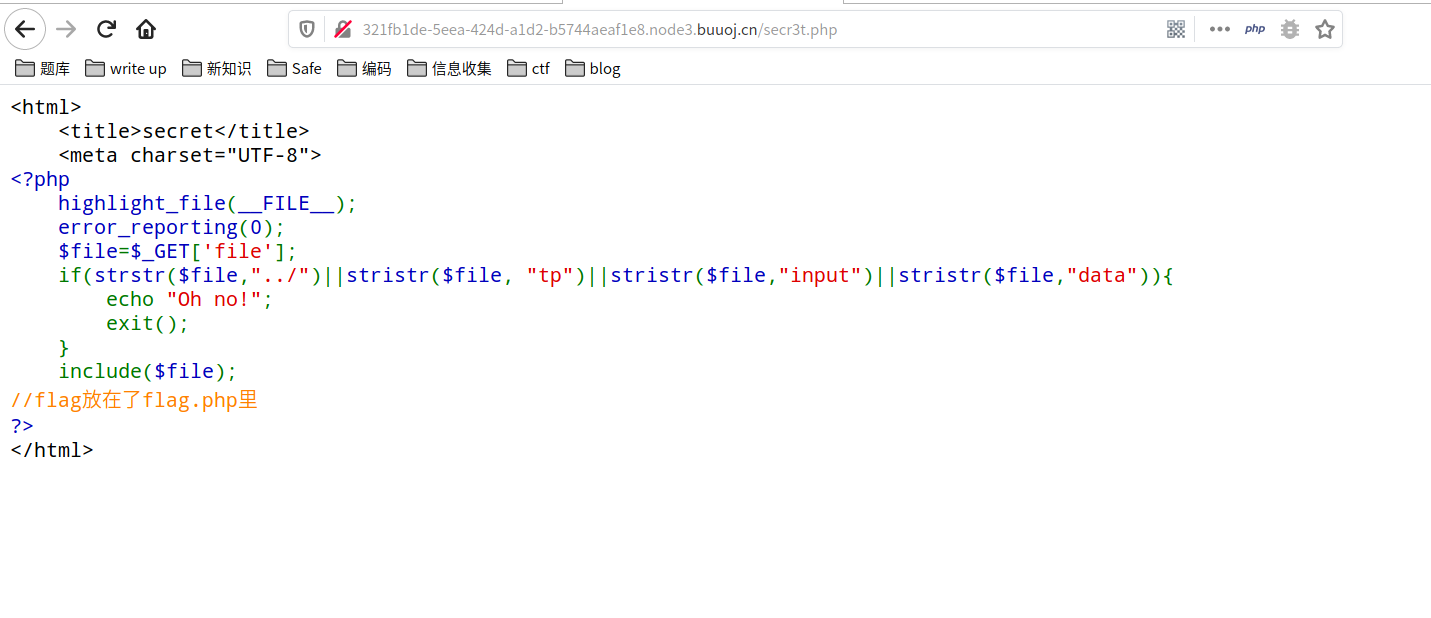 321fb1de-5eea-424d-a1d2-b5744aeaf1e8.node3.buuoj.cn/secr3t.php php
题库 write up 新知识 Safe 编码 信息收集 ctf blog
<html>
    <title>secret</title>
    <meta charset="UTF-8">
<?php
    highlight_file(__FILE__);
    error_reporting(0);
    $file=$_GET['file'];
    if(strstr($file,"../")||stristr($file, "tp")||stristr($file,"input")||stristr($file,"data")){
        echo "Oh no!";
        exit();
    }
    include($file);
//flag放在了flag.php里
?>
</html>